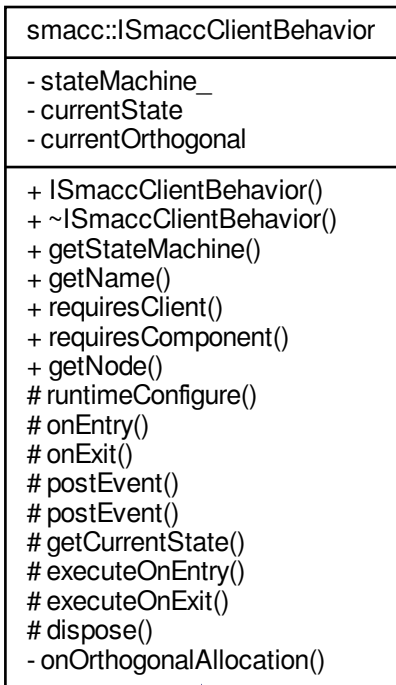 smacc::ISmaccClientBehavior
- stateMachine_
- currentState
- currentOrthogonal
+ ISmaccClientBehavior()
+ ~ISmaccClientBehavior()
+ getStateMachine()
+ getName()
+ requiresClient()
+ requiresComponent()
+ getNode()
# runtimeConfigure()
# onEntry()
# onExit()
# postEvent()
# postEvent()
# getCurrentState()
# executeOnEntry()
# executeOnExit()
# dispose()
- onOrthogonalAllocation()